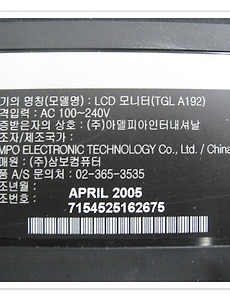 기의 명칭(모델명) : LCD 모니터(TGL A192)
격입력 : AC 100~240V
증받은자의 상호 : (주)아델피아인터내셔날
조자/제조국가 :
MPO ELECTRONIC TECHNOLOGY Co., Ltd. / China
매원 : (주)삼보컴퓨터
품 A/S 문의처 : 02-365-3535
조년월 : APRIL 2005
7154525162675